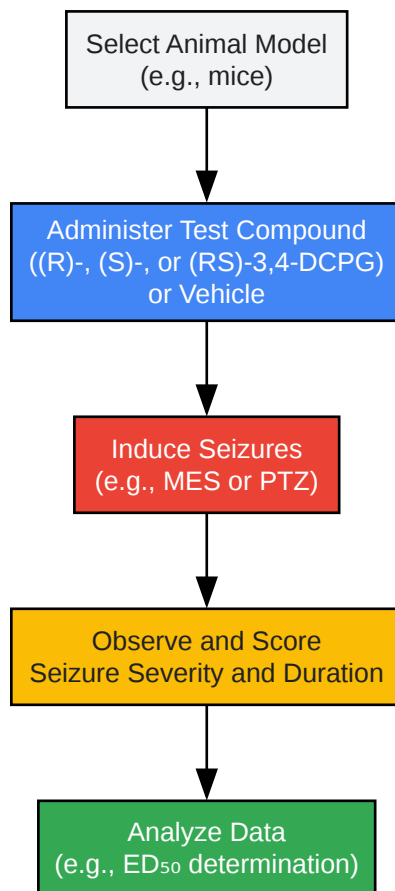 Select Animal Model
(e.g., mice)
Administer Test Compound
((R)-, (S)-, or (RS)-3,4-DCPG)
or Vehicle
Induce Seizures
(e.g., MES or PTZ)
Observe and Score
Seizure Severity and Duration
Analyze Data
(e.g., ED₅₀ determination)